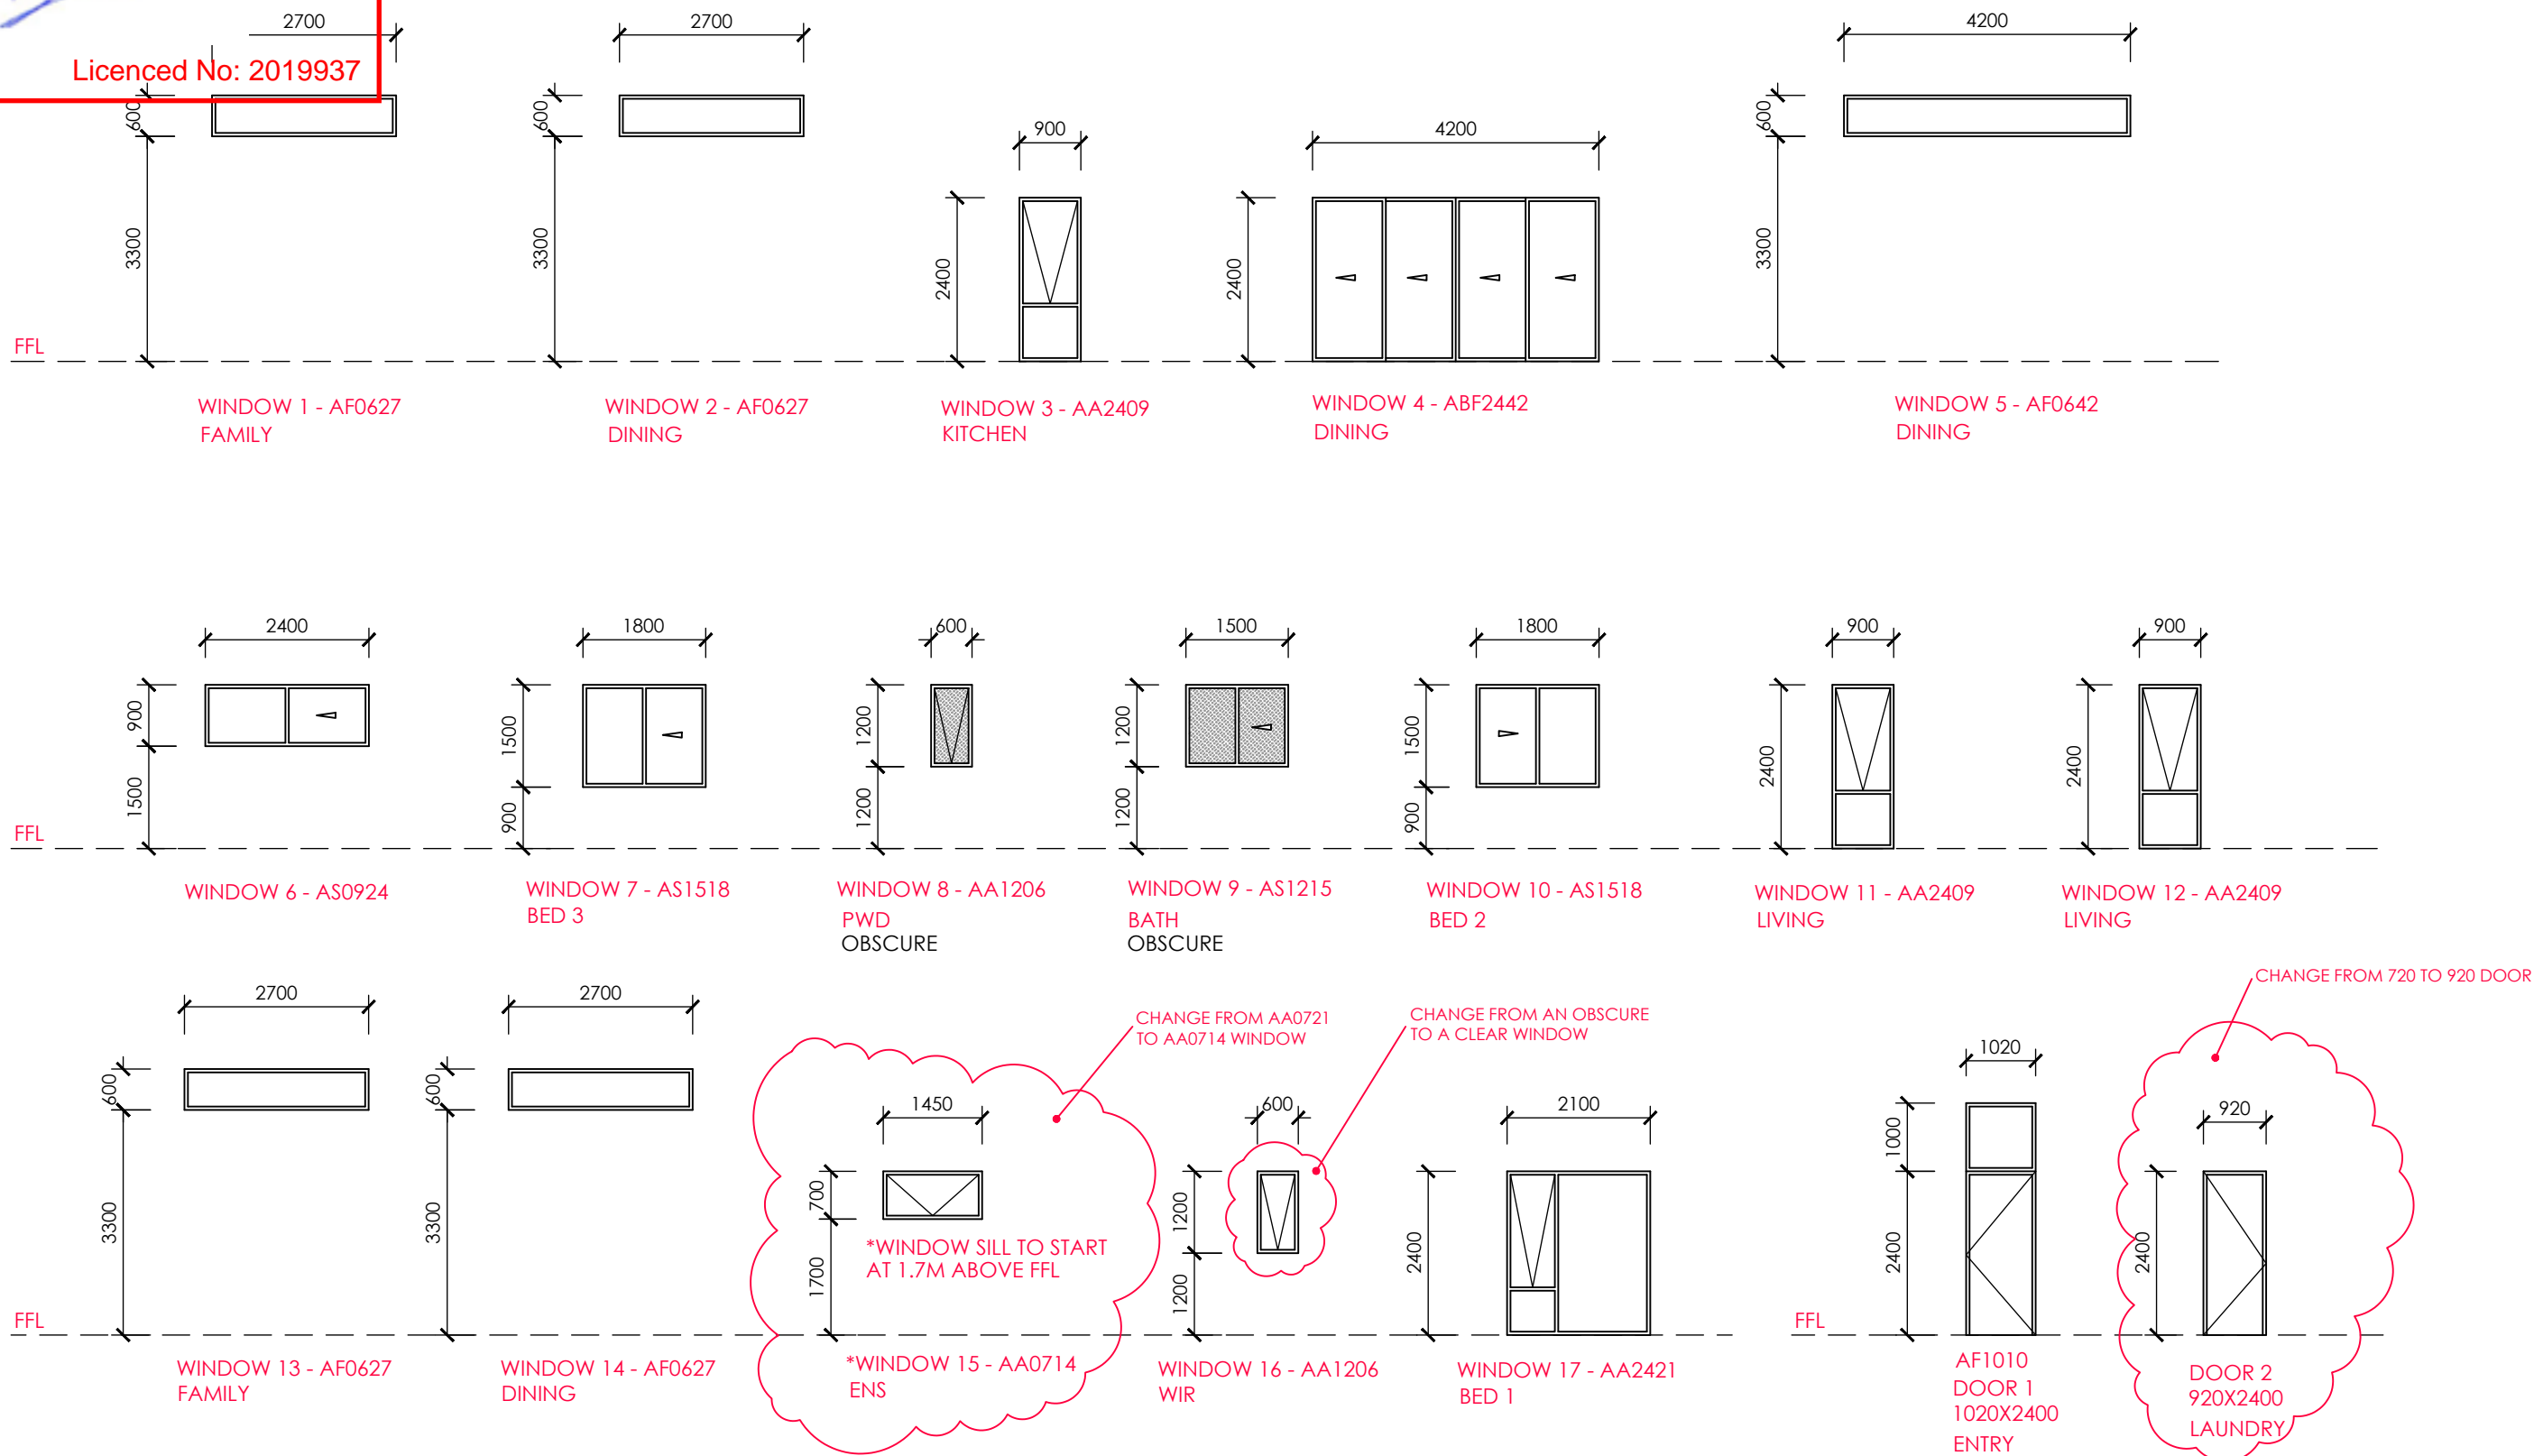 Licenced No: 2019937
2700
2700
4200
600
600
900
4200
600
3300
3300
2400
2400
3300
FFL
WINDOW 1 - AF0627
FAMILY
WINDOW 2 - AF0627
DINING
WINDOW 3 - AA2409
KITCHEN
WINDOW 4 - ABF2442
DINING
WINDOW 5 - AF0642
DINING
2400
1800
600
1500
1800
900
900
900
1500
1500
900
1200
1200
1200
1200
1500
900
2400
2400
FFL
WINDOW 6 - AS0924
WINDOW 7 - AS1518
BED 3
WINDOW 8 - AA1206
PWD
OBSCURE
WINDOW 9 - AS1215
BATH
OBSCURE
WINDOW 10 - AS1518
BED 2
WINDOW 11 - AA2409
LIVING
WINDOW 12 - AA2409
LIVING
2700
2700
CHANGE FROM AA0721
TO AA0714 WINDOW
CHANGE FROM AN OBSCURE
TO A CLEAR WINDOW
CHANGE FROM 720 TO 920 DOOR
600
3300
600
3300
1450
700
1700
*WINDOW SILL TO START
AT 1.7M ABOVE FFL
600
1200
1200
2100
2400
1020
1000
2400
920
2400
FFL
FFL
WINDOW 13 - AF0627
FAMILY
WINDOW 14 - AF0627
DINING
*WINDOW 15 - AA0714
ENS
WINDOW 16 - AA1206
WIR
WINDOW 17 - AA2421
BED 1
AF1010
DOOR 1
1020X2400
ENTRY
DOOR 2
920X2400
LAUNDRY